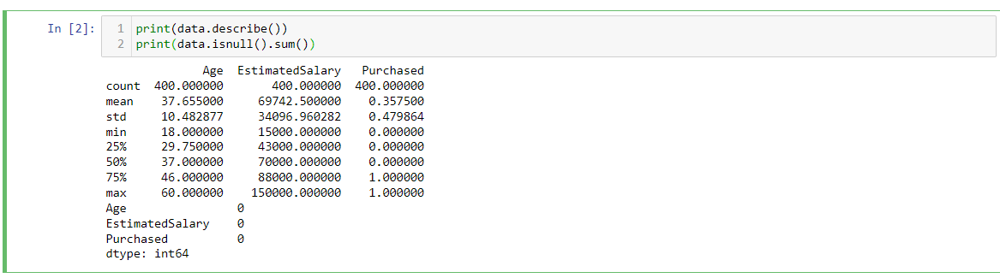 In [2]:
1 print(data.describe())
2 print(data.isnull().sum())
Age EstimatedSalary Purchased
count 400.000000 400.000000 400.000000
mean 37.655000 69742.500000 0.357500
std 10.482877 34096.960282 0.479864
min 18.000000 15000.000000 0.000000
25% 29.750000 43000.000000 0.000000
50% 37.000000 70000.000000 0.000000
75% 46.000000 88000.000000 1.000000
max 60.000000 150000.000000 1.000000
Age 0
EstimatedSalary 0
Purchased 0
dtype: int64